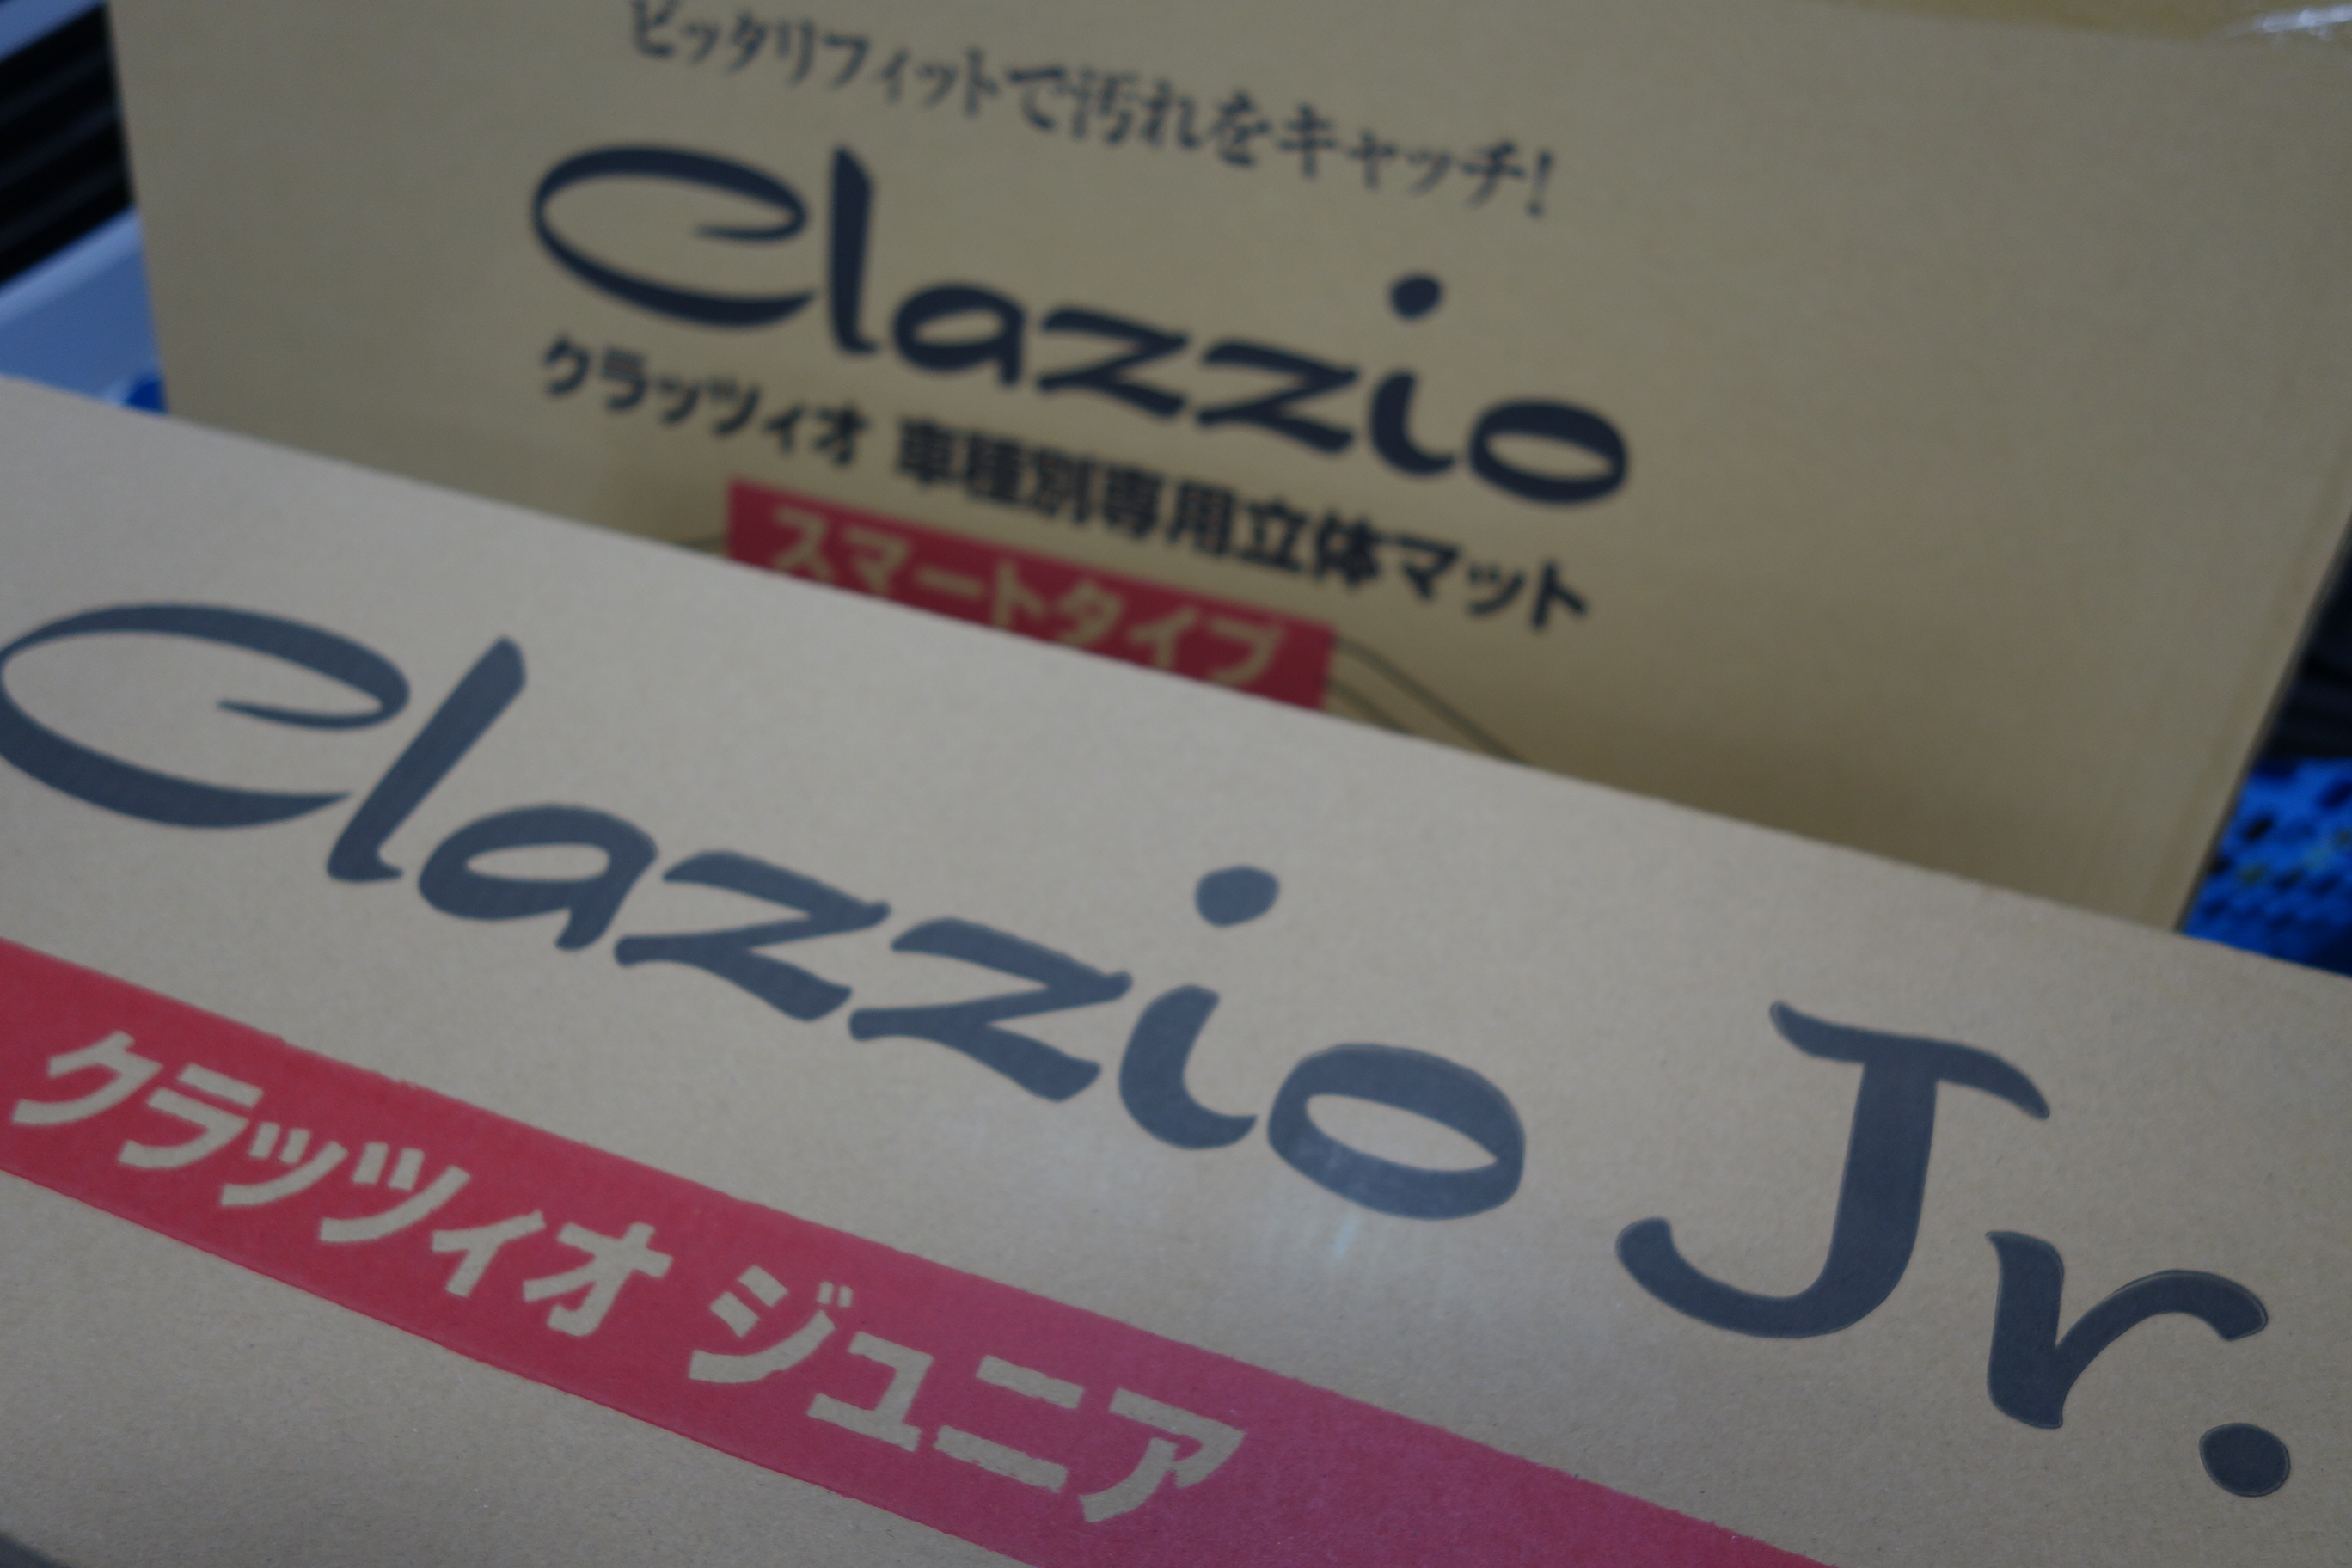 ピッタリフィットで汚れをキャッチ!
Clazzio
クラッツィオ 車種別専用立体マット
スマートタイプ
Clazzio Jr.
クラッツィオ ジュニア